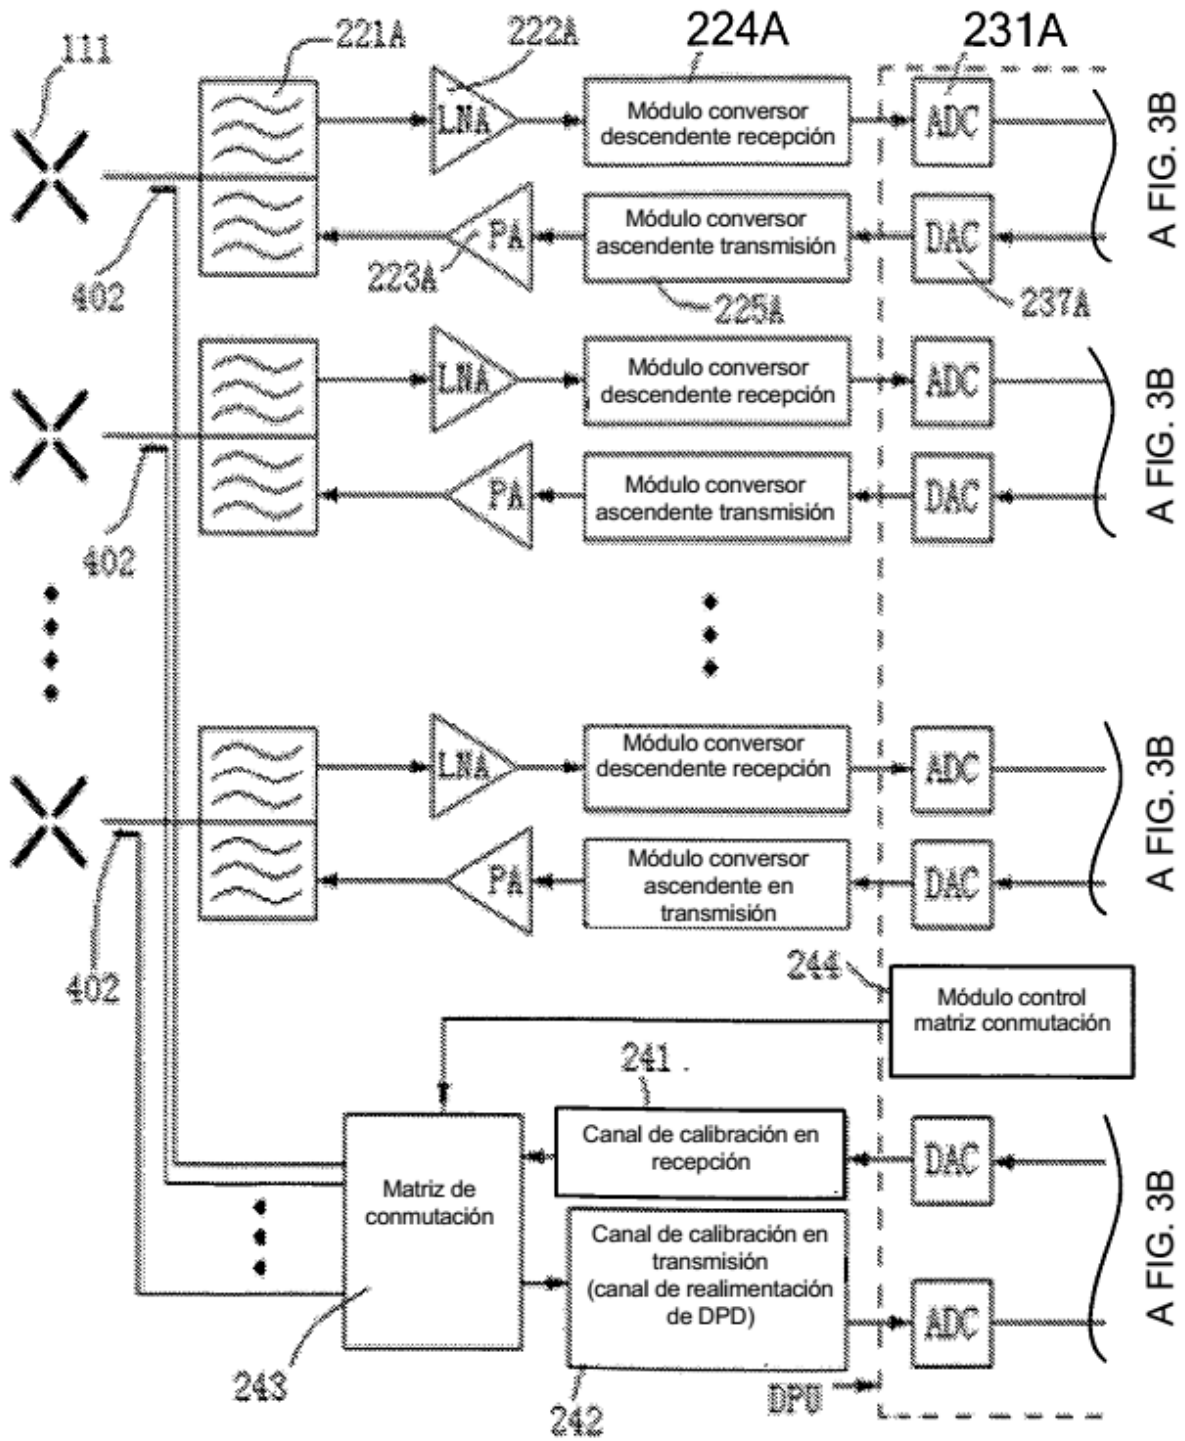 111
221A
222A
224A
231A
LNA
Módulo conversor
descendente recepción
ADC
A FIG. 3B
402
PA
223A
Módulo conversor
ascendente transmisión
225A
DAC
237A
LNA
Módulo conversor
descendente recepción
ADC
A FIG. 3B
402
PA
Módulo conversor
ascendente transmisión
DAC
LNA
Módulo conversor
descendente recepción
ADC
A FIG. 3B
402
PA
Módulo conversor
ascendente en
transmisión
DAC
244
Módulo control
matriz conmutación
241
Canal de calibración en
recepción
DAC
A FIG. 3B
Matriz de
conmutación
243
Canal de calibración en
transmisión
(canal de realimentación
de DPD)
242
ADC
DPU